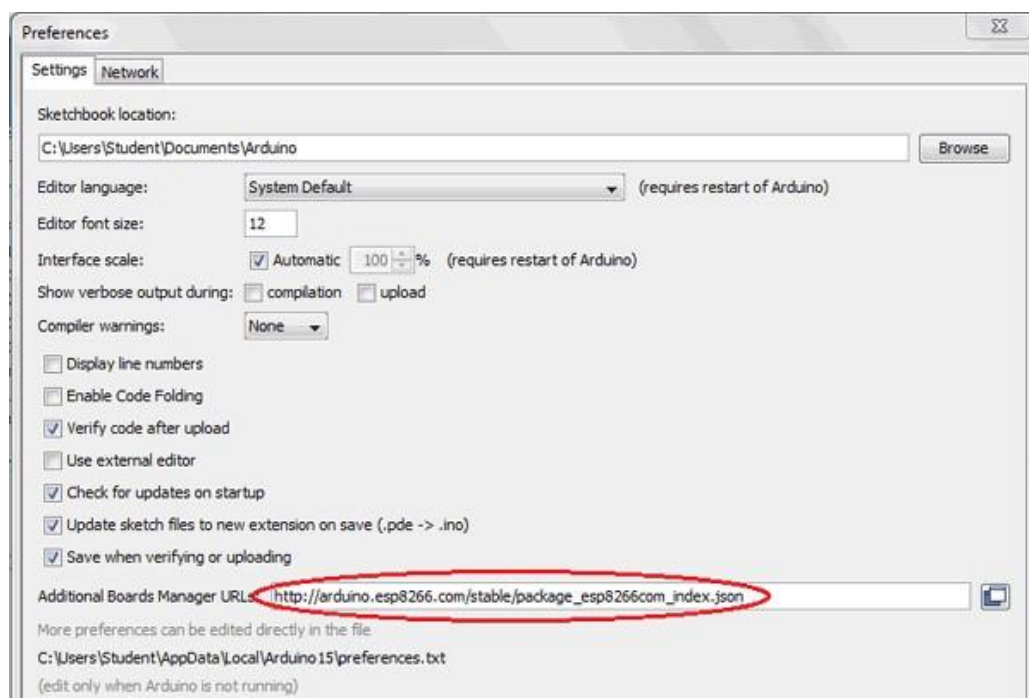 Preferences
Settings Network
Sketchbook location:
C:\Users\Student\Documents\Arduino Browse
Editor language: System Default (requires restart of Arduino)
Editor font size: 12
Interface scale: Automatic 100 % (requires restart of Arduino)
Show verbose output during: compilation upload
Compiler warnings: None
Display line numbers
Enable Code Folding
Verify code after upload
Use external editor
Check for updates on startup
Update sketch files to new extension on save (.pde -> .ino)
Save when verifying or uploading
Additional Boards Manager URLs: http://arduino.esp8266.com/stable/package_esp8266com_index.json
More preferences can be edited directly in the file
C:\Users\Student\AppData\Local\Arduino15\preferences.txt
(edit only when Arduino is not running)